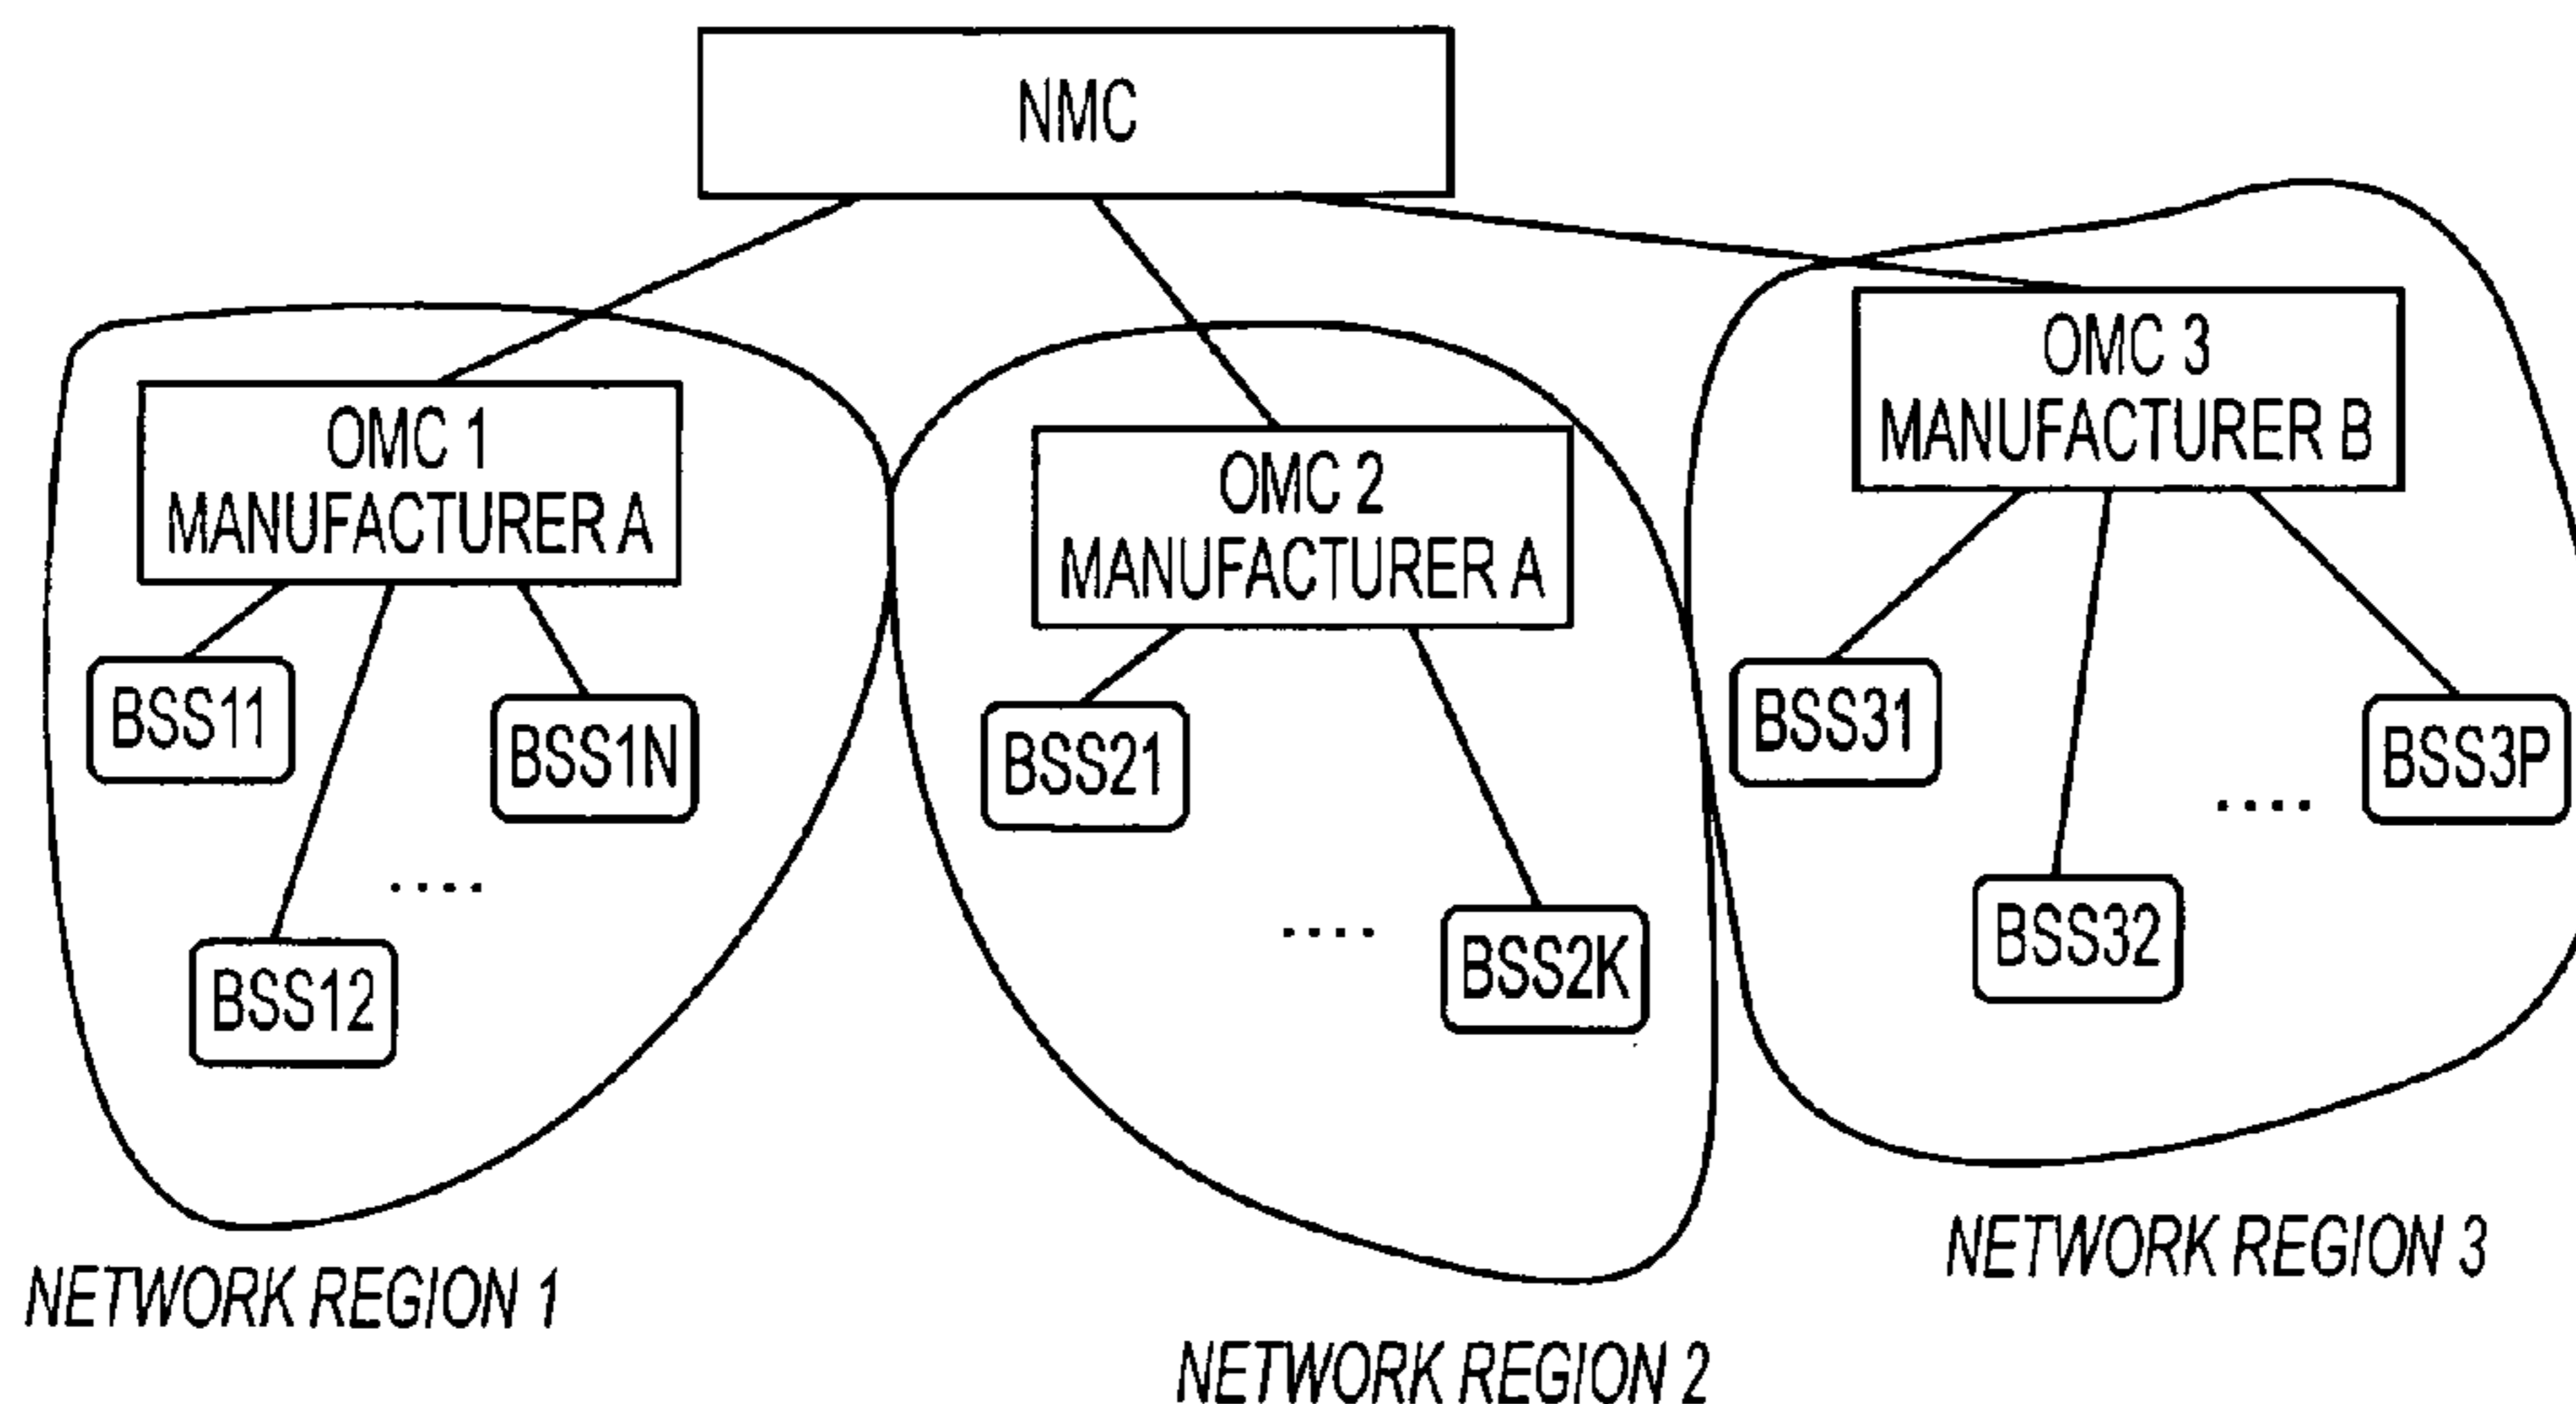 NMC
OMC 1
MANUFACTURER A
BSS11
BSS1N
BSS12
....
NETWORK REGION 1
OMC 2
MANUFACTURER A
BSS21
....
BSS2K
NETWORK REGION 2
OMC 3
MANUFACTURER B
BSS31
BSS3P
....
BSS32
NETWORK REGION 3